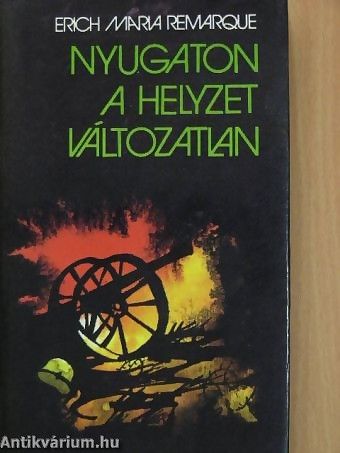 ERICH MARIA REMARQUE
NYUGATON
A HELYZET
VÁLTOZATLAN
Antikvárium.hu